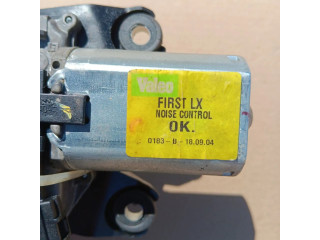 Valeo
FIRST LX
NOISE CONTROL
OK.
0183-B-18.09.04